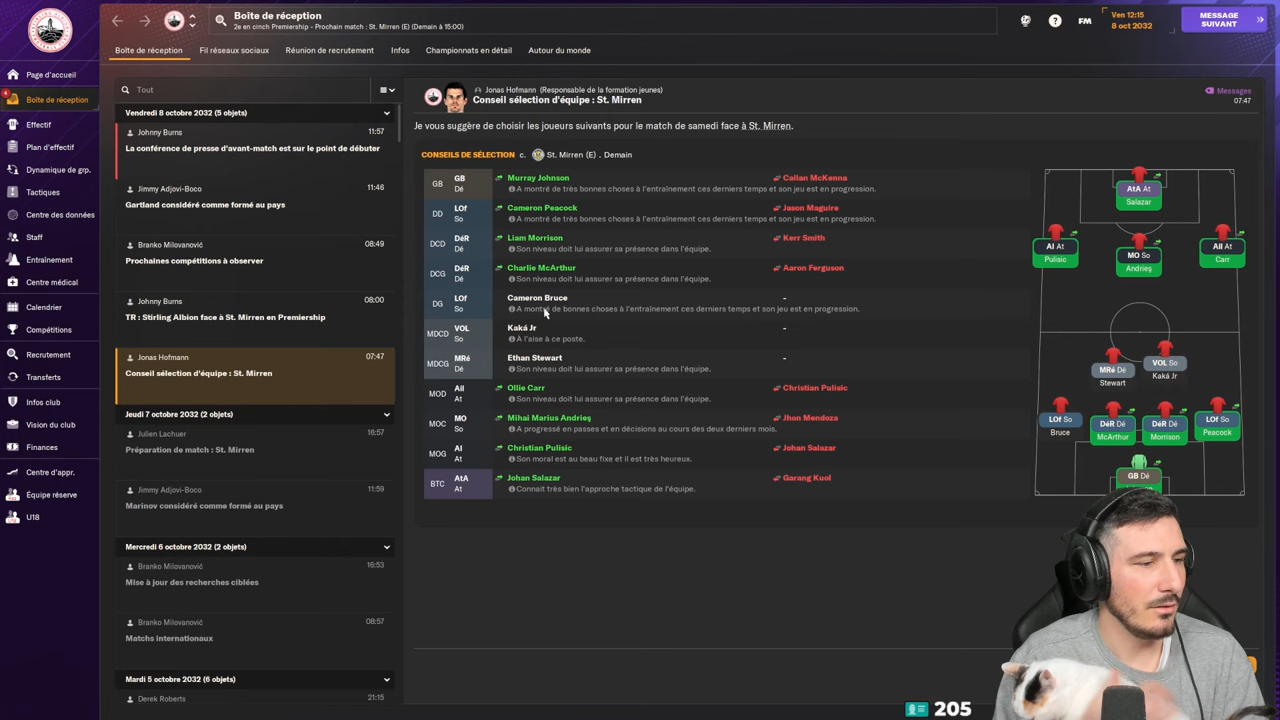 Boîte de réception
2e en cinch Premiership - Prochain match : St. Mirren (E) (Demain à 15:00)
FM
Ven 12:15
8 oct 2032
MESSAGE SUIVANT
Boîte de réception
Fil réseaux sociaux
Réunion de recrutement
Infos
Championnats en détail
Autour du monde
Page d'accueil
4
Boîte de réception
Effectif
Plan d'effectif
Dynamique de grp.
Tactiques
Centre des données
Staff
Entraînement
Centre médical
Calendrier
Compétitions
Recrutement
Transferts
Infos club
Vision du club
Finances
Centre d'appr.
Équipe réserve
U18
Tout
Vendredi 8 octobre 2032 (5 objets)
Johnny Burns 11:57
La conférence de presse d'avant-match est sur le point de débuter
Jimmy Adjovi-Boco 11:46
Gartland considéré comme formé au pays
Branko Milovanović 08:49
Prochaines compétitions à observer
Johnny Burns 08:00
TR : Stirling Albion face à St. Mirren en Premiership
Jonas Hofmann 07:47
Conseil sélection d'équipe : St. Mirren
Jeudi 7 octobre 2032 (2 objets)
Julien Lachuer 16:57
Préparation de match : St. Mirren
Jimmy Adjovi-Boco 11:59
Marinov considéré comme formé au pays
Mercredi 6 octobre 2032 (2 objets)
Branko Milovanović 16:53
Mise à jour des recherches ciblées
Branko Milovanović 08:57
Matchs internationaux
Mardi 5 octobre 2032 (6 objets)
Derek Roberts 21:15
Jonas Hofmann (Responsable de la formation jeunes)
Conseil sélection d'équipe : St. Mirren
Messages
07:47
Je vous suggère de choisir les joueurs suivants pour le match de samedi face à St. Mirren.
CONSEILS DE SÉLECTION c. St. Mirren (E) . Demain
GB GB Dé Murray Johnson Callan McKenna
A montré de très bonnes choses à l'entraînement ces derniers temps et son jeu est en progression.
DD LOf So Cameron Peacock Jason Maguire
A montré de très bonnes choses à l'entraînement ces derniers temps et son jeu est en progression.
DCD DéR Dé Liam Morrison Kerr Smith
Son niveau doit lui assurer sa présence dans l'équipe.
DCG DéR Dé Charlie McArthur Aaron Ferguson
Son niveau doit lui assurer sa présence dans l'équipe.
DG LOf So Cameron Bruce -
A montré de bonnes choses à l'entraînement ces derniers temps et son jeu est en progression.
MDCD VOL So Kaká Jr -
À l'aise à ce poste.
MDCG MRé Dé Ethan Stewart -
Son niveau doit lui assurer sa présence dans l'équipe.
MOD AII At Ollie Carr Christian Pulisic
Son niveau doit lui assurer sa présence dans l'équipe.
MOC MO So Mihai Marius Andrieș Jhon Mendoza
A progressé en passes et en décisions au cours des deux derniers mois.
MOG AI At Christian Pulisic Johan Salazar
Son moral est au beau fixe et il est très heureux.
BTC AtA At Johan Salazar Garang Kuol
Connait très bien l'approche tactique de l'équipe.
AtA At
Salazar
AI At
Pulisic
MO So
Andrieș
AII At
Carr
MRé Dé
Stewart
VOL So
Kaká Jr
LOf So
Bruce
DéR Dé
McArthur
DéR Dé
Morrison
LOf So
Peacock
GB Dé
205